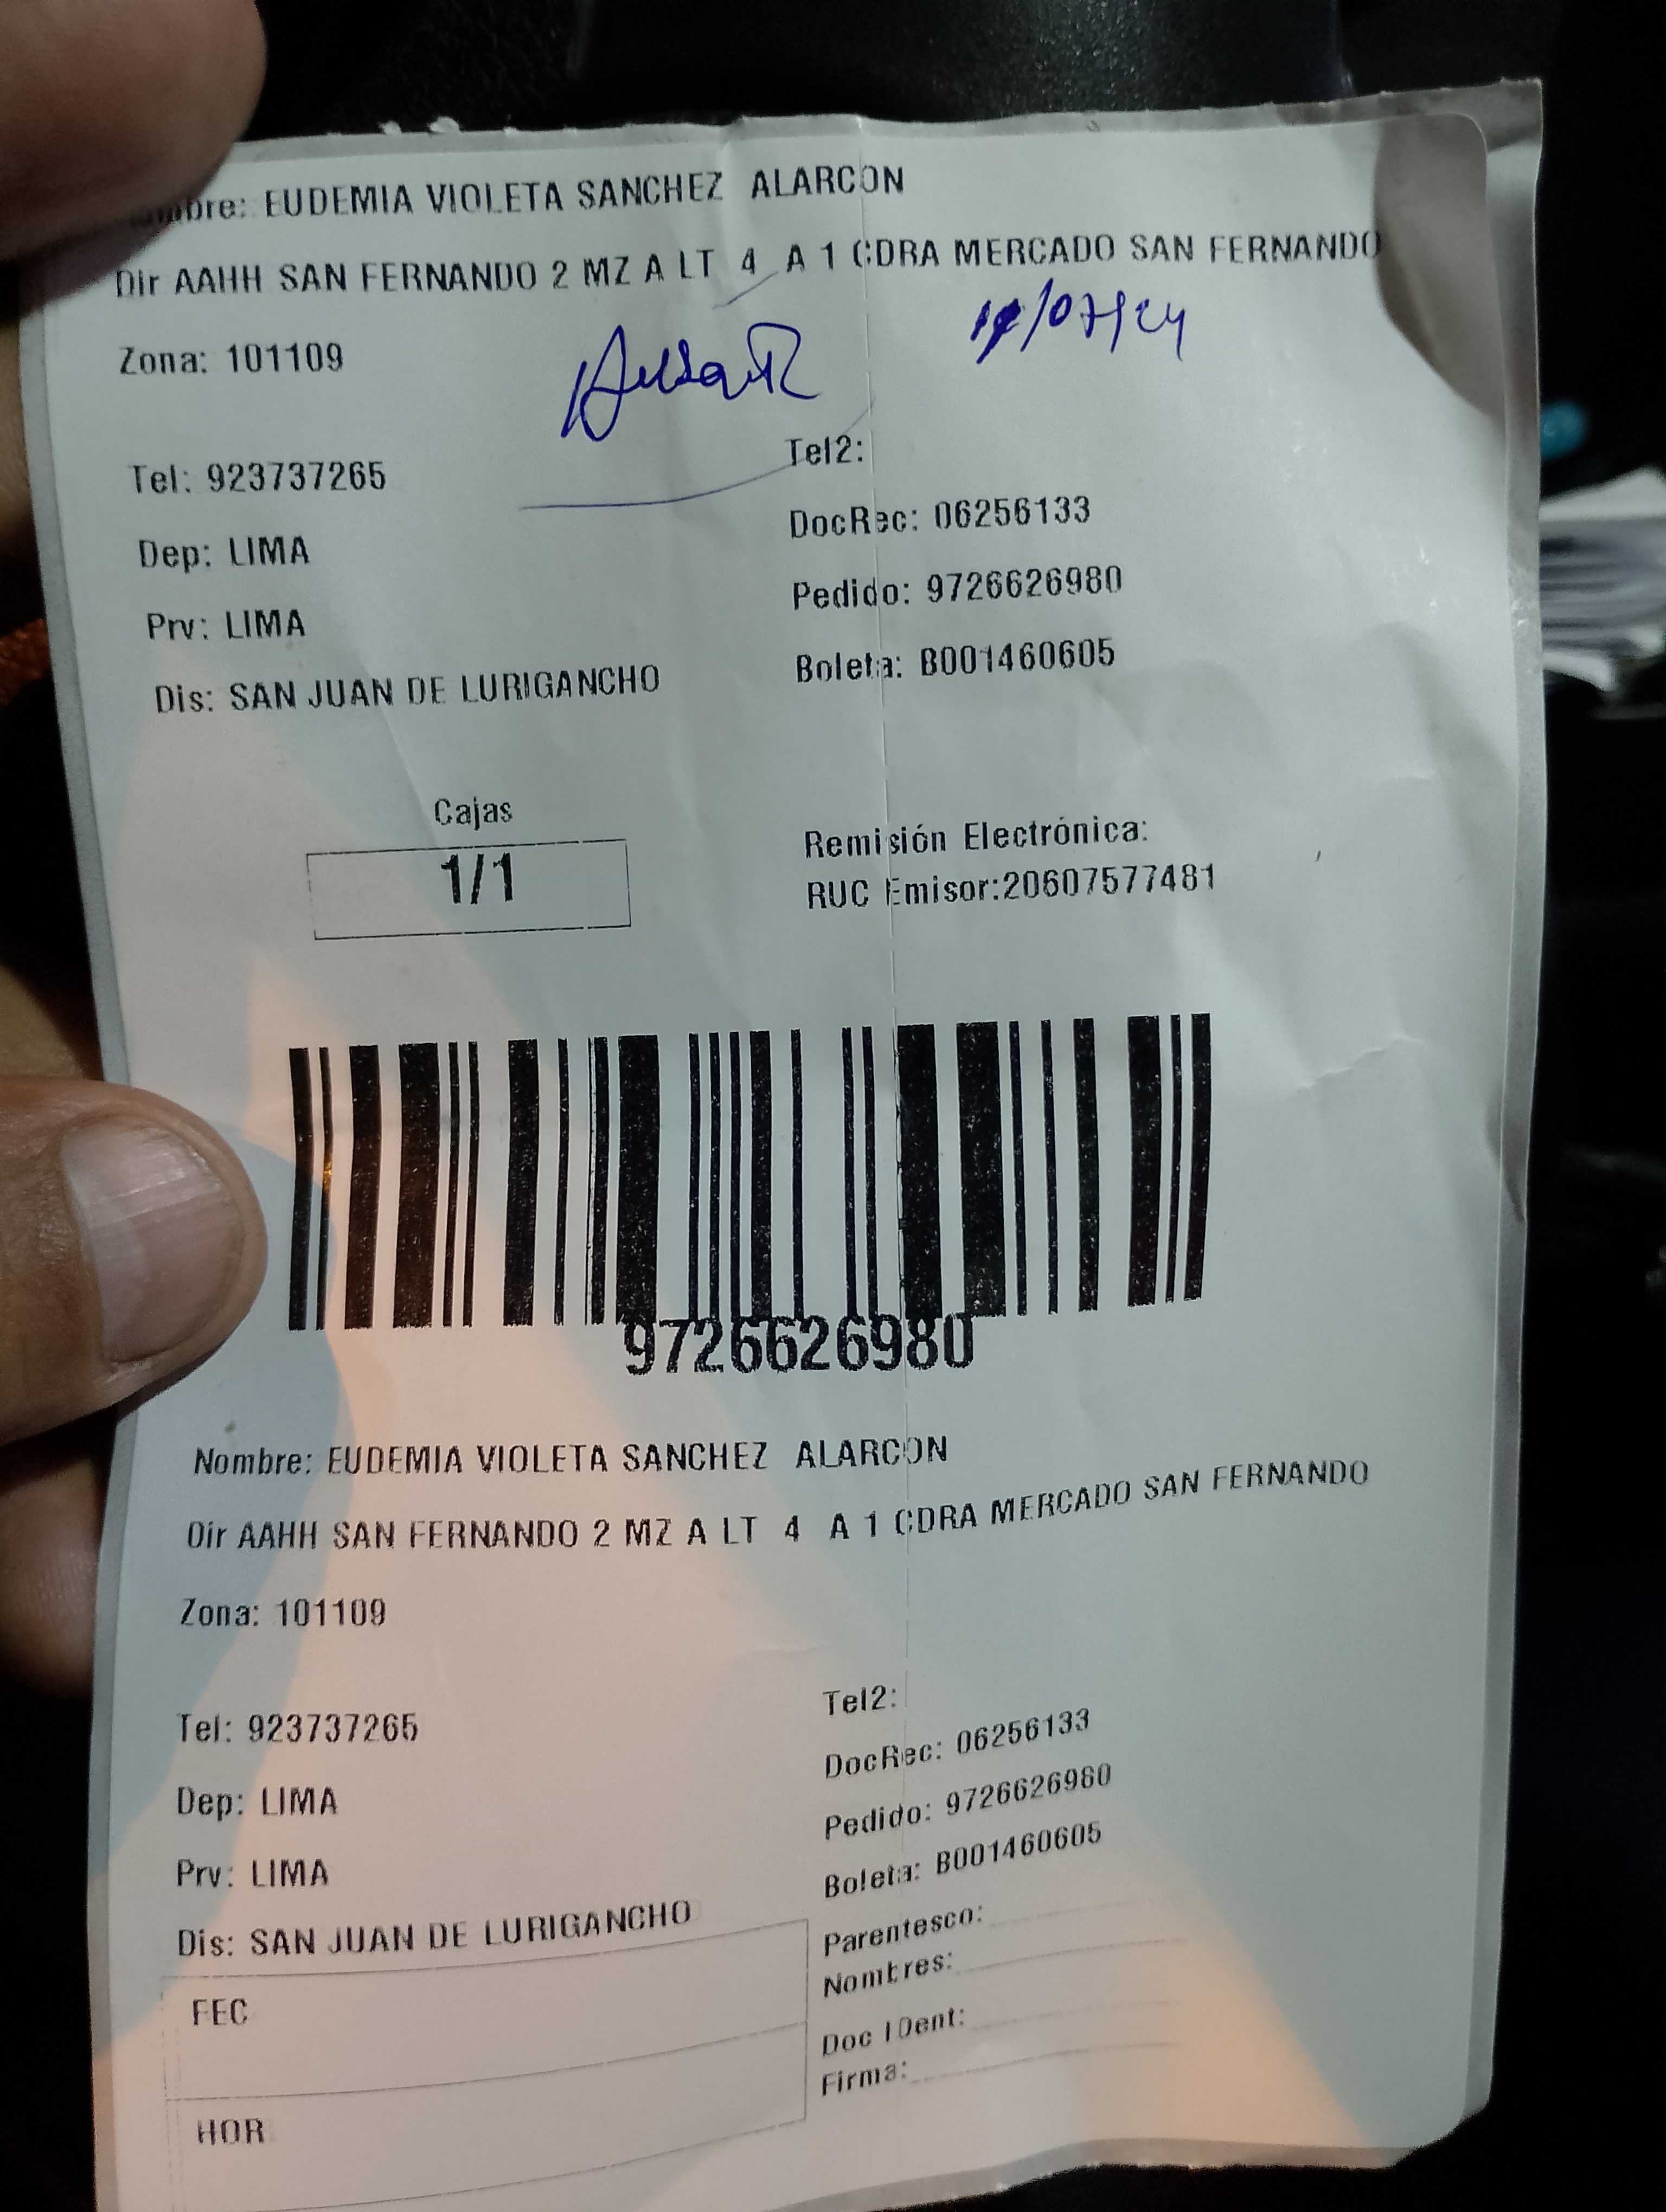 Nombre: EUDEMIA VIOLETA SANCHEZ ALARCON
Dir AAHH SAN FERNANDO 2 MZ A LT 4 A 1 CDRA MERCADO SAN FERNANDO
Zona: 101109
Tel: 923737265
Tel2:
DocRec: 06256133
Dep: LIMA
Pedido: 9726626980
Prv: LIMA
Boleta: B001460605
Dis: SAN JUAN DE LURIGANCHO
Cajas
1/1
Remisión Electrónica:
RUC Emisor:20607577481
9726626980
Nombre: EUDEMIA VIOLETA SANCHEZ ALARCON
Dir AAHH SAN FERNANDO 2 MZ A LT 4 A 1 CDRA MERCADO SAN FERNANDO
Zona: 101109
Tel: 923737265
Tel2:
DocRec: 06256133
Dep: LIMA
Pedido: 9726626980
Prv: LIMA
Boleta: B001460605
Dis: SAN JUAN DE LURIGANCHO
Parentesco:
Nombres:
FEC
Doc IDent:
Firma:
HOR